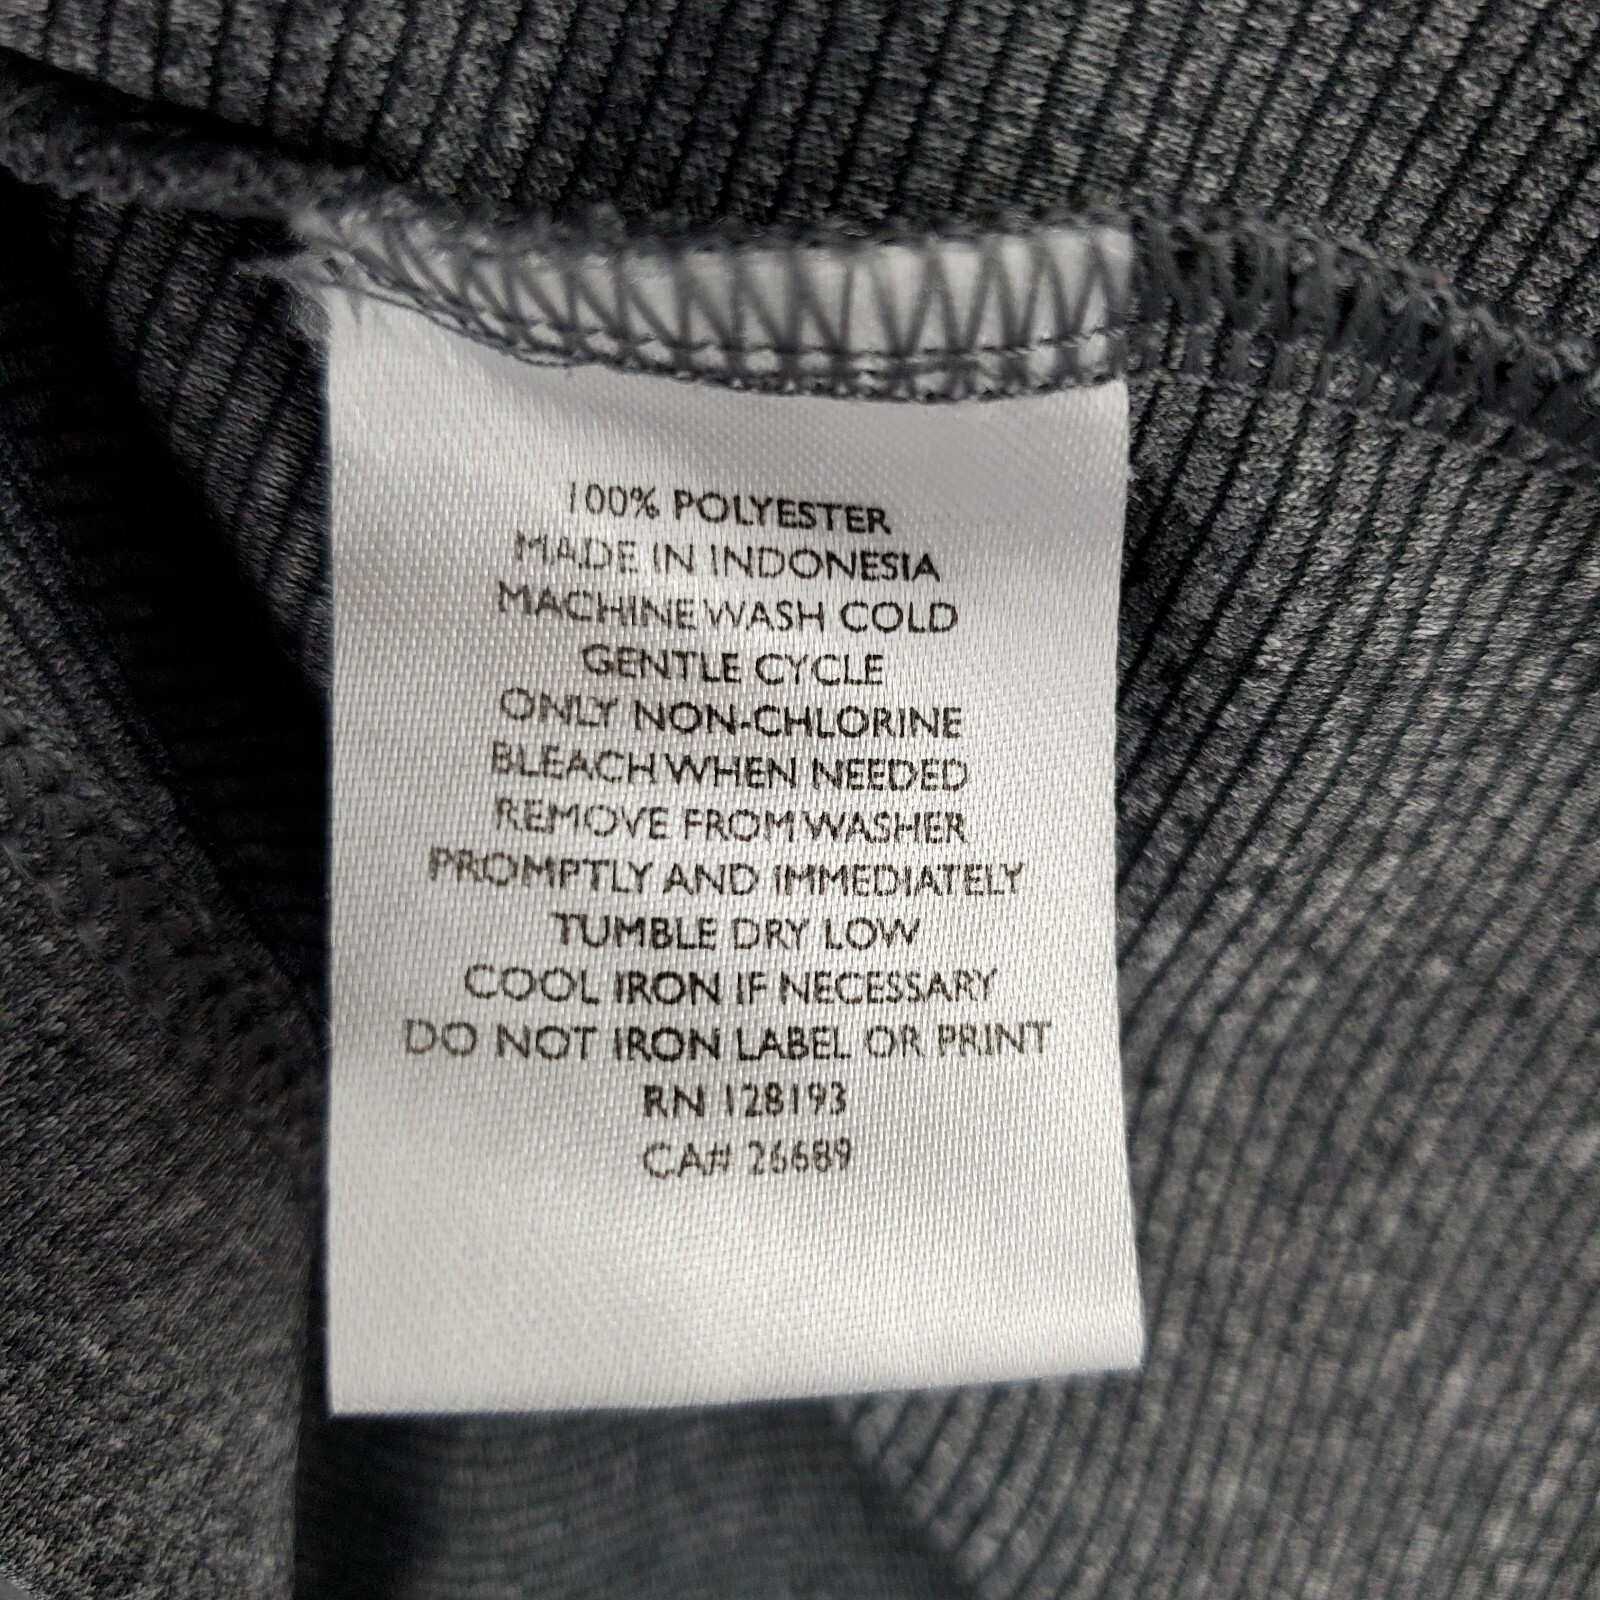 100% POLYESTER
MADE IN INDONESIA
MACHINE WASH COLD
GENTLE CYCLE
ONLY NON-CHLORINE
BLEACH WHEN NEEDED
REMOVE FROM WASHER
PROMPTLY AND IMMEDIATELY
TUMBLE DRY LOW
COOL IRON IF NECESSARY
DO NOT IRON LABEL OR PRINT
RN 128193
CA# 26689